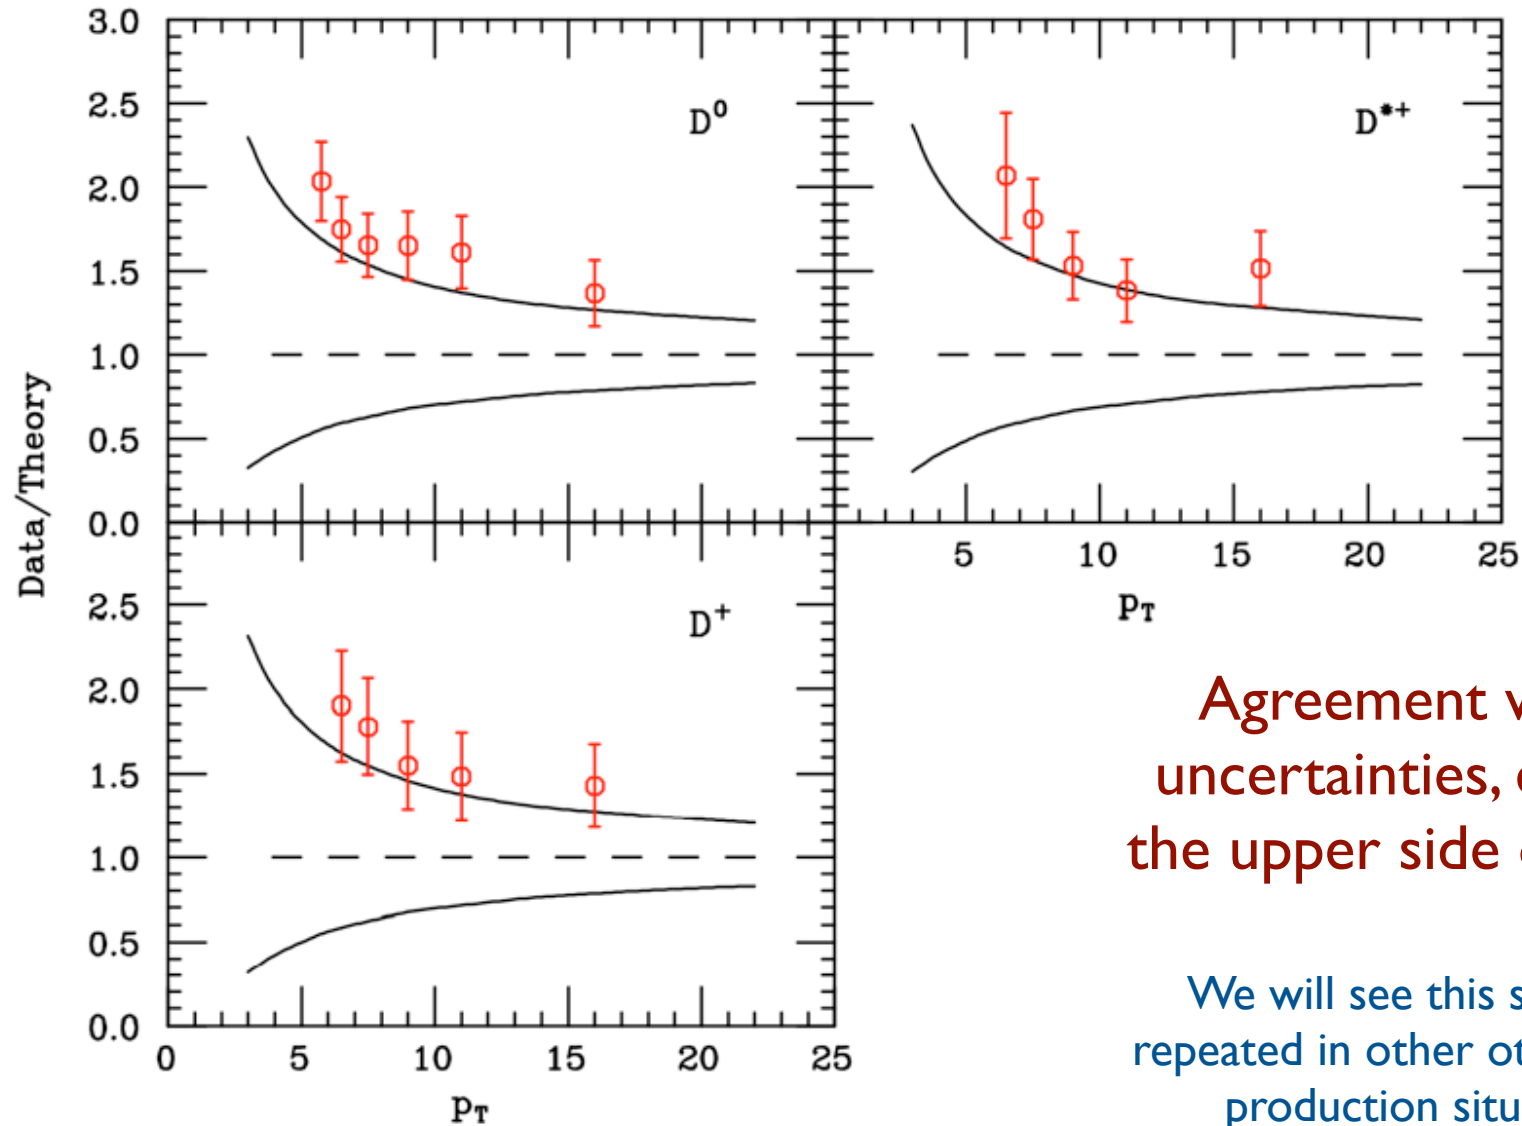 3.0
2.5
2.0
1.5
1.0
0.5
0.0
D⁰
D*⁺
5 10 15 20 25
p_T
Data/Theory
2.5
2.0
1.5
1.0
0.5
0.0
D⁺
0 5 10 15 20 25
p_T
Agreement
uncertainties,
the upper side
We will see this
repeated in other
production